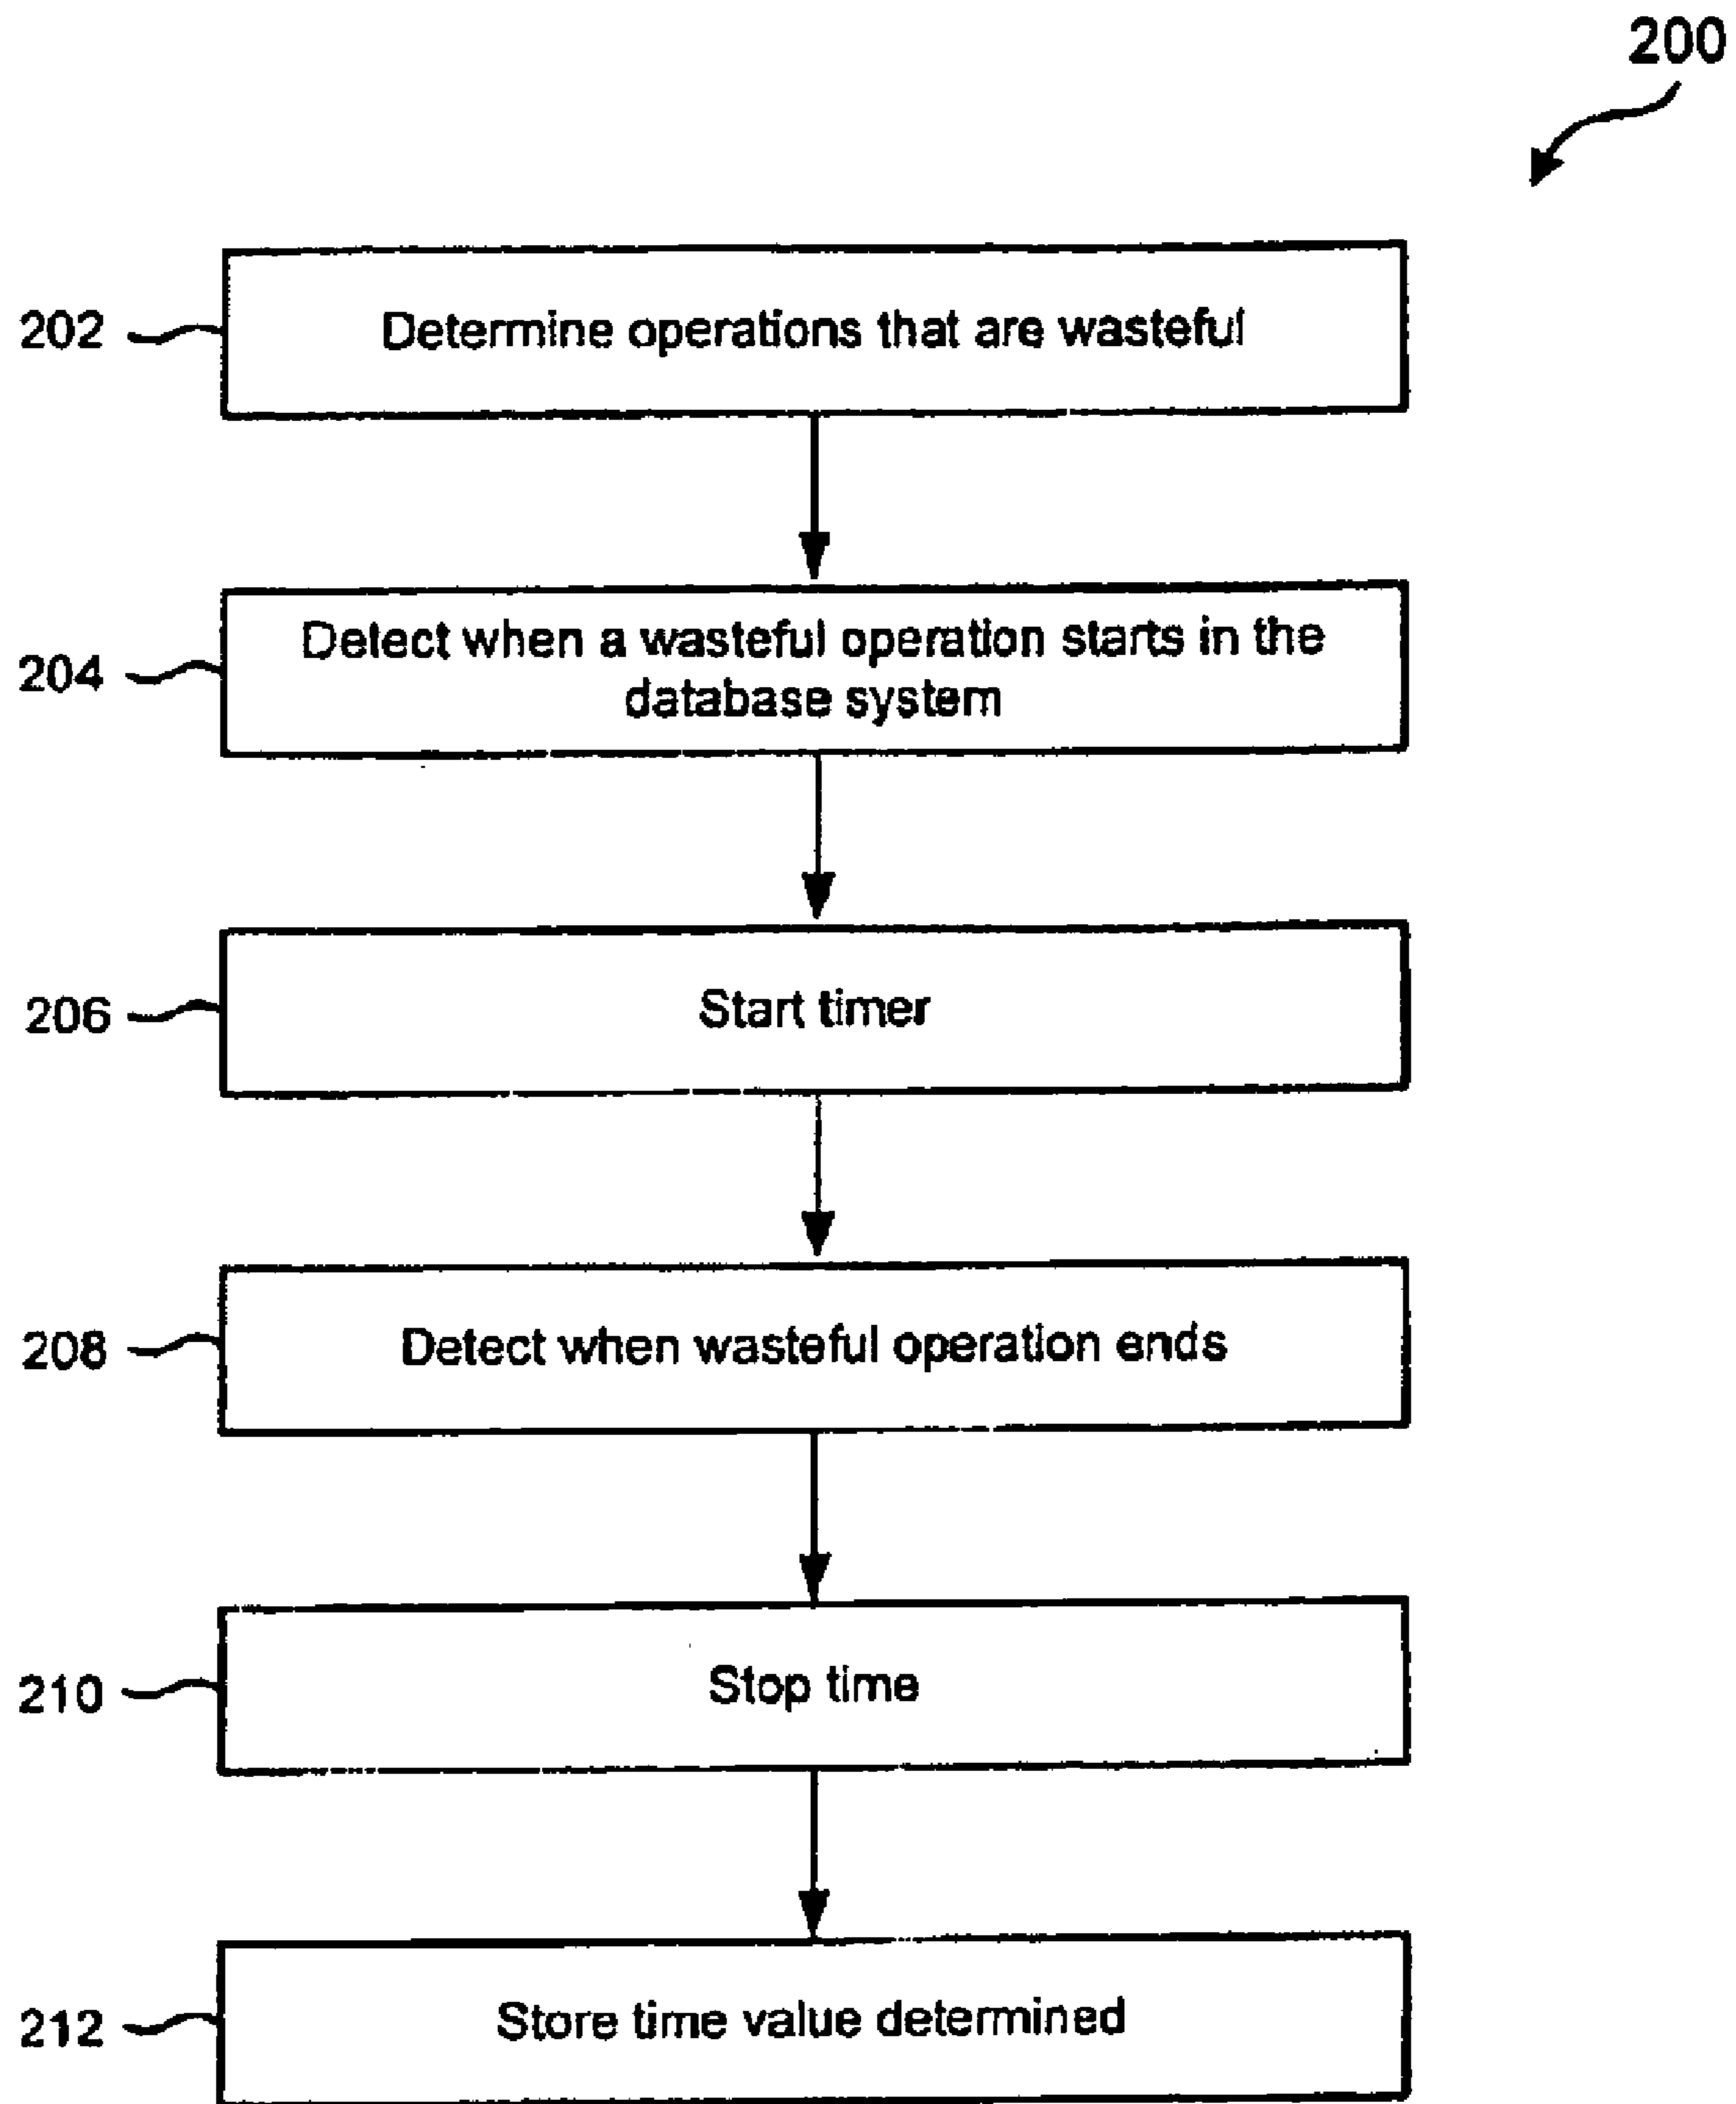 200
202
Determine operations that are wasteful
204
Detect when a wasteful operation starts in the
database system
206
Start timer
208
Detect when wasteful operation ends
210
Stop time
212
Store time value determined